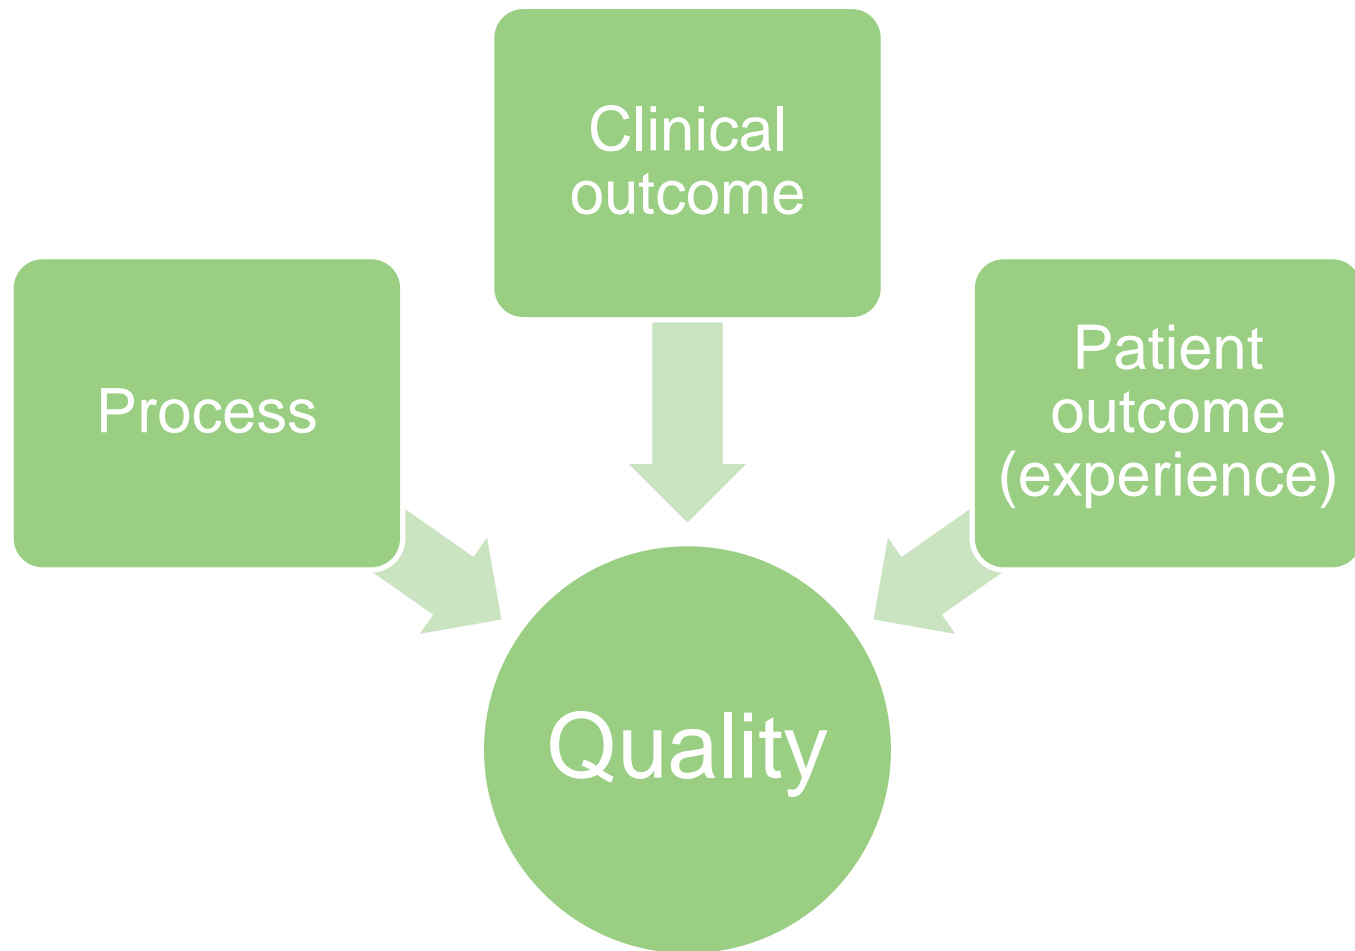 Clinical
outcome
Process
Patient
outcome
(experience)
Quality